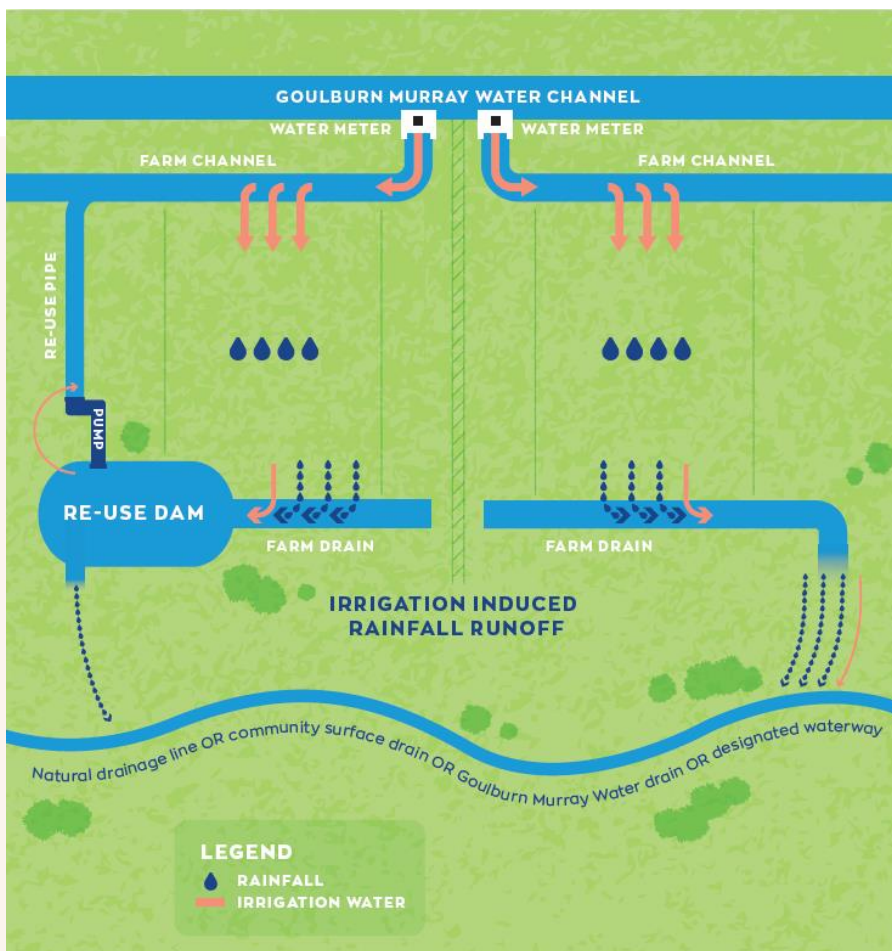 GOULBURN MURRAY WATER CHANNEL
WATER METER
WATER METER
FARM CHANNEL
FARM CHANNEL
RE-USE PIPE
PUMP
RE-USE DAM
FARM DRAIN
FARM DRAIN
IRRIGATION INDUCED
RAINFALL RUNOFF
Natural drainage line OR community surface drain OR Goulburn Murray Water drain OR designated waterway
LEGEND
RAINFALL
IRRIGATION WATER